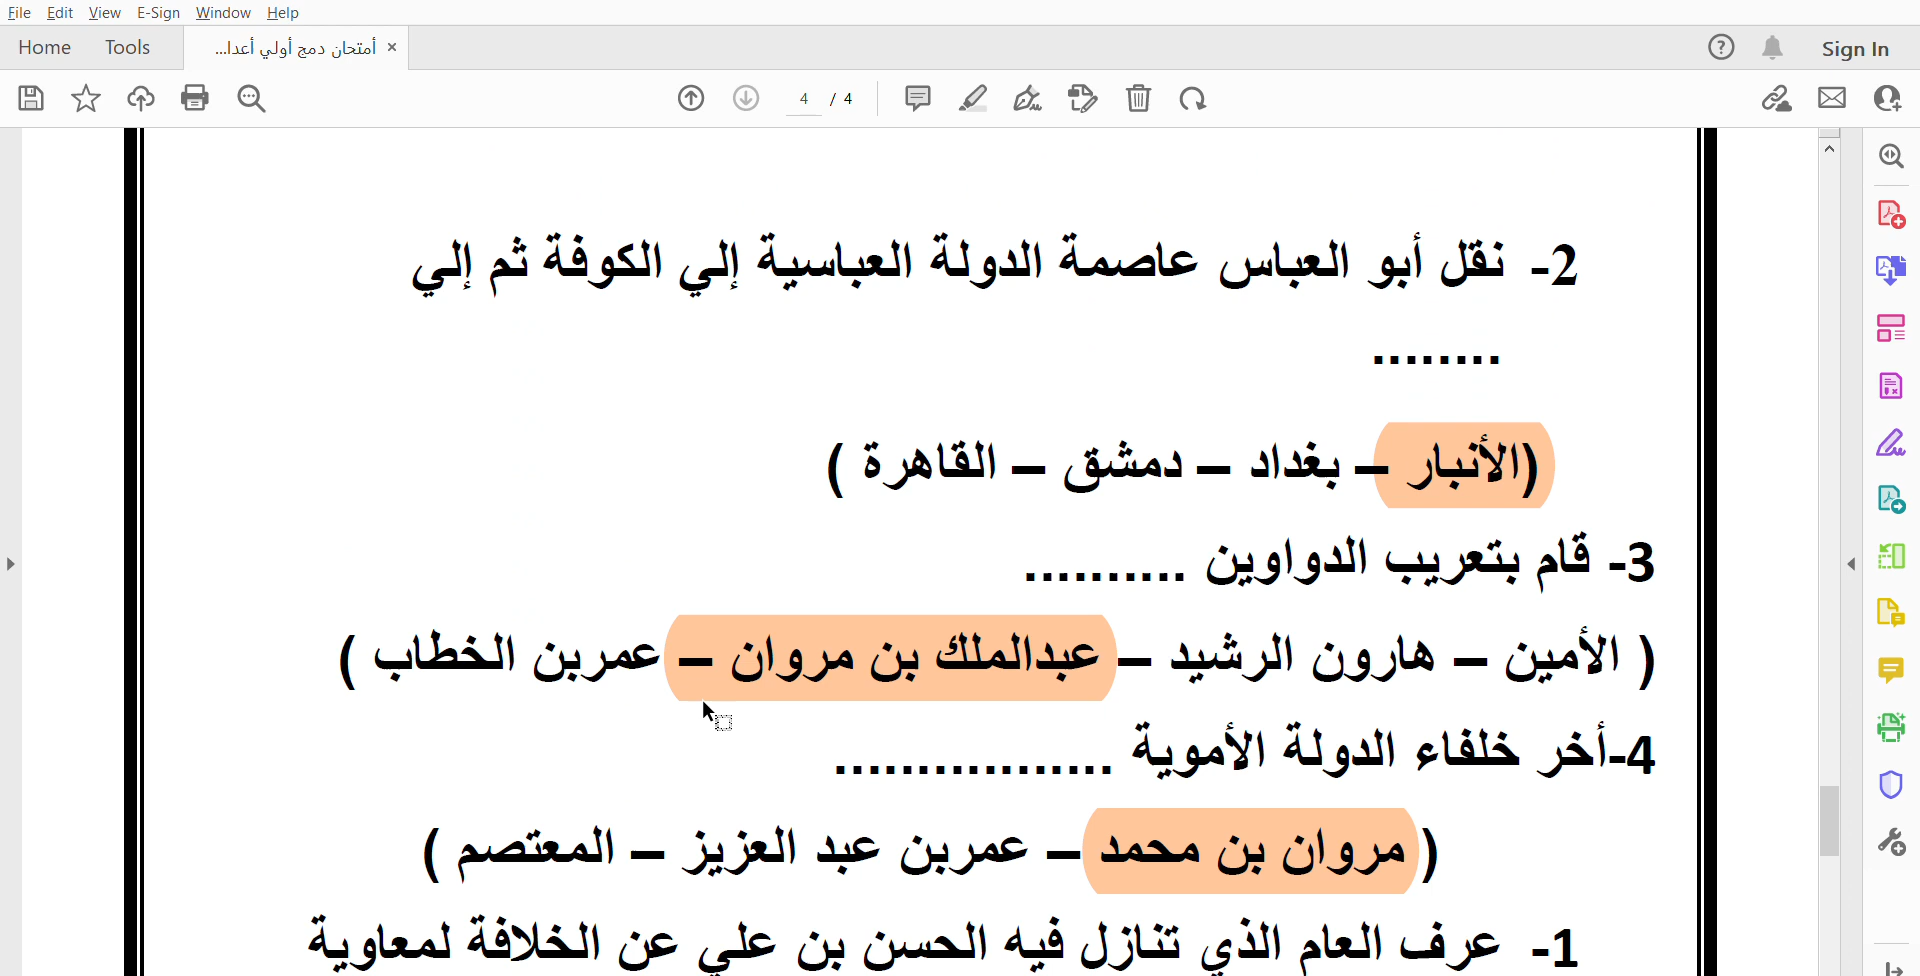 File Edit View E-Sign Window Help
Home Tools أمتحان دمج أولي أعدا... × Sign In
4 / 4
2- نقل أبو العباس عاصمة الدولة العباسية إلي الكوفة ثم إلي
........
(الأنبار – بغداد – دمشق – القاهرة )
3- قام بتعريب الدواوين ..........
( الأمين – هارون الرشيد – عبدالملك بن مروان – عمربن الخطاب )
4-أخر خلفاء الدولة الأموية .................
( مروان بن محمد – عمربن عبد العزيز – المعتصم )
1- عرف العام الذي تنازل فيه الحسن بن علي عن الخلافة لمعاوية